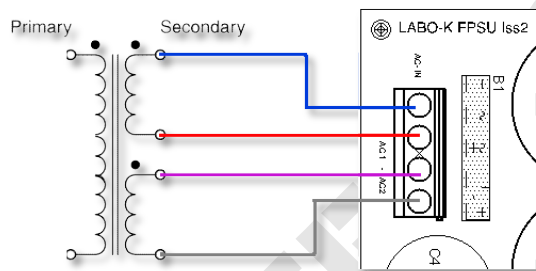 Primary
Secondary
LABO-K FPSU Iss2
AC-IN
B1
AC1 - AC2
C4